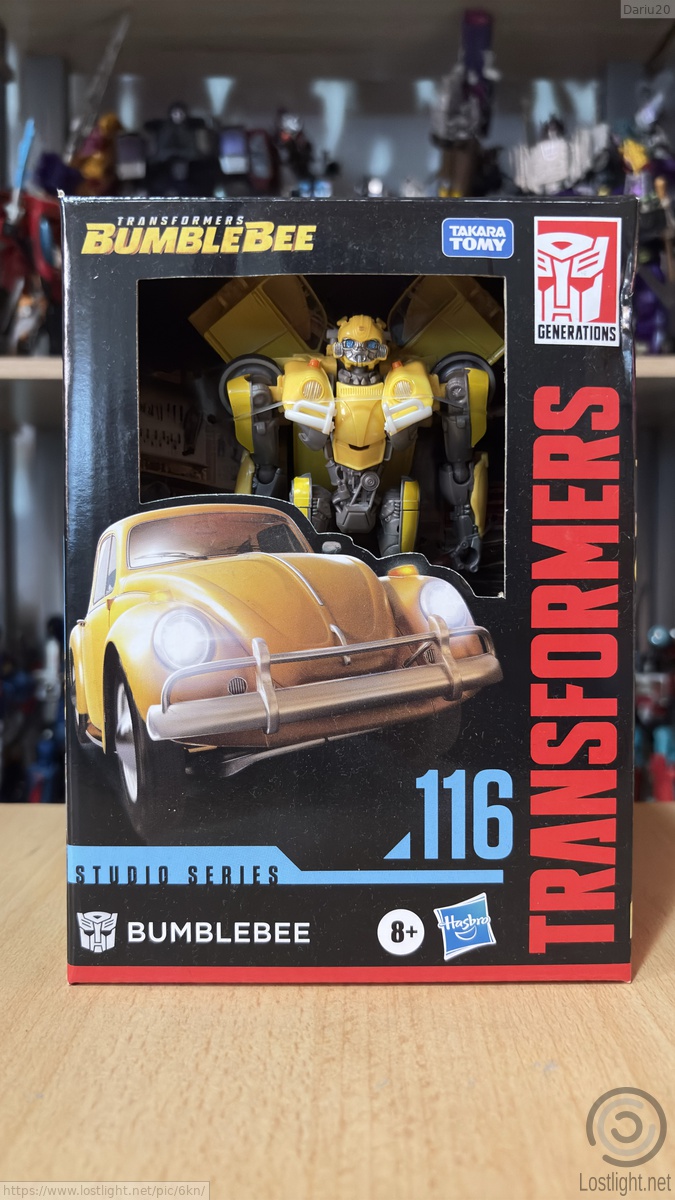 Dariu20
TRANSFORMERS
BUMBLEBEE
TAKARA
TOMY
GENERATIONS
TRANSFORMERS
116
STUDIO SERIES
BUMBLEBEE
8+
Hasbro
Lostlight.net
https://www.lostlight.net/pic/6kn/